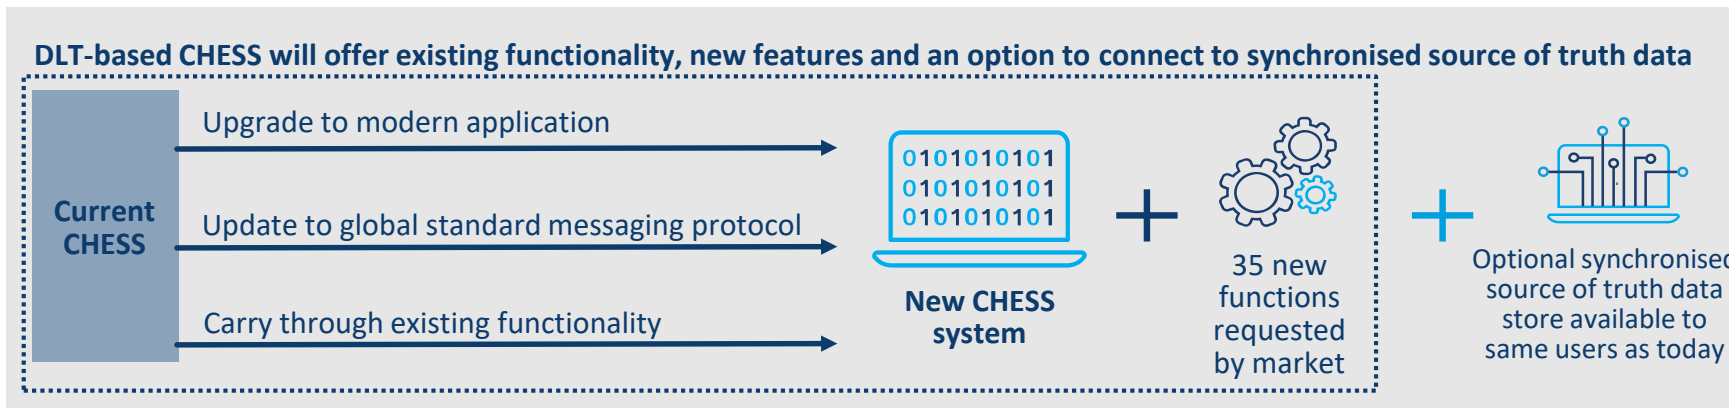 DLT-based CHESS will offer existing functionality, new features and an option to connect to synchronised source of truth data
Current
CHESS
Upgrade to modern application
Update to global standard messaging protocol
Carry through existing functionality
0101010101
0101010101
0101010101
New CHESS
system
35 new
functions
requested
by market
Optional synchronised
source of truth data
store available to
same users as today